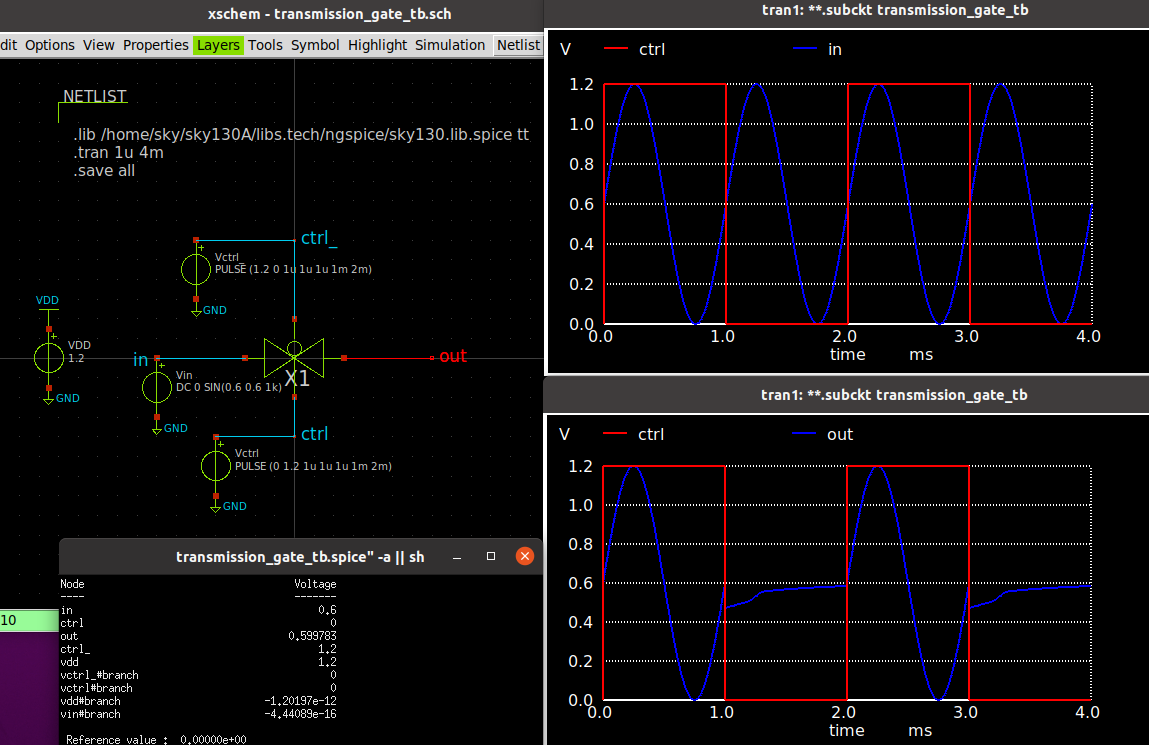 xschem - transmission_gate_tb.sch
dit Options View Properties Layers Tools Symbol Highlight Simulation Netlist
NETLIST
.lib /home/sky/sky130A/libs.tech/ngspice/sky130.lib.spice tt
.tran 1u 4m
.save all
ctrl_
Vctrl_
PULSE (1.2 0 1u 1u 1u 1m 2m)
GND
VDD
VDD
1.2
GND
in
Vin
DC 0 SIN(0.6 0.6 1k)
GND
X1
out
ctrl
Vctrl
PULSE (0 1.2 1u 1u 1u 1m 2m)
GND
transmission_gate_tb.spice" -a || sh
Node Voltage
---- -------
in 0.6
ctrl 0
out 0.599783
ctrl_ 1.2
vdd 1.2
vctrl_#branch 0
vctrl#branch 0
vdd#branch -1.20197e-12
vin#branch -4.44089e-16
Reference value : 0.00000e+00
10
tran1: **.subckt transmission_gate_tb
V ctrl in
1.2
1.0
0.8
0.6
0.4
0.2
0.0
0.0 1.0 2.0 3.0 4.0
time ms
tran1: **.subckt transmission_gate_tb
V ctrl out
1.2
1.0
0.8
0.6
0.4
0.2
0.0
0.0 1.0 2.0 3.0 4.0
time ms